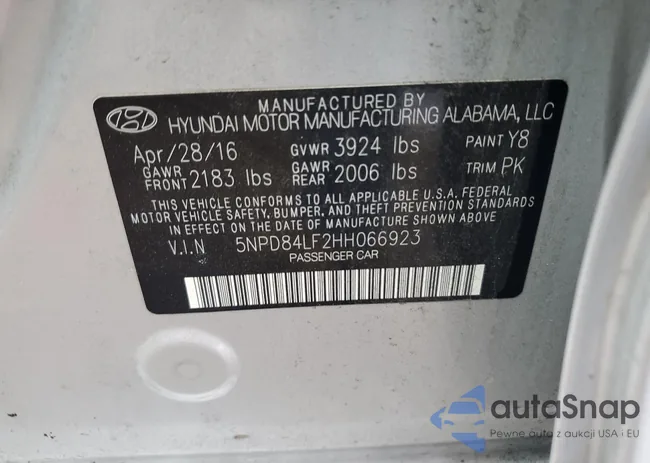 MANUFACTURED BY
HYUNDAI MOTOR MANUFACTURING ALABAMA, LLC
Apr/28/16 GVWR 3924 lbs PAINT Y8
GAWR FRONT 2183 lbs GAWR REAR 2006 lbs TRIM PK
THIS VEHICLE CONFORMS TO ALL APPLICABLE U.S.A. FEDERAL
MOTOR VEHICLE SAFETY, BUMPER, AND THEFT PREVENTION STANDARDS
IN EFFECT ON THE DATE OF MANUFACTURE SHOWN ABOVE.
V.I.N 5NPD84LF2HH066923
PASSENGER CAR
autoSnap
Pewne auto z aukcji USA i EU